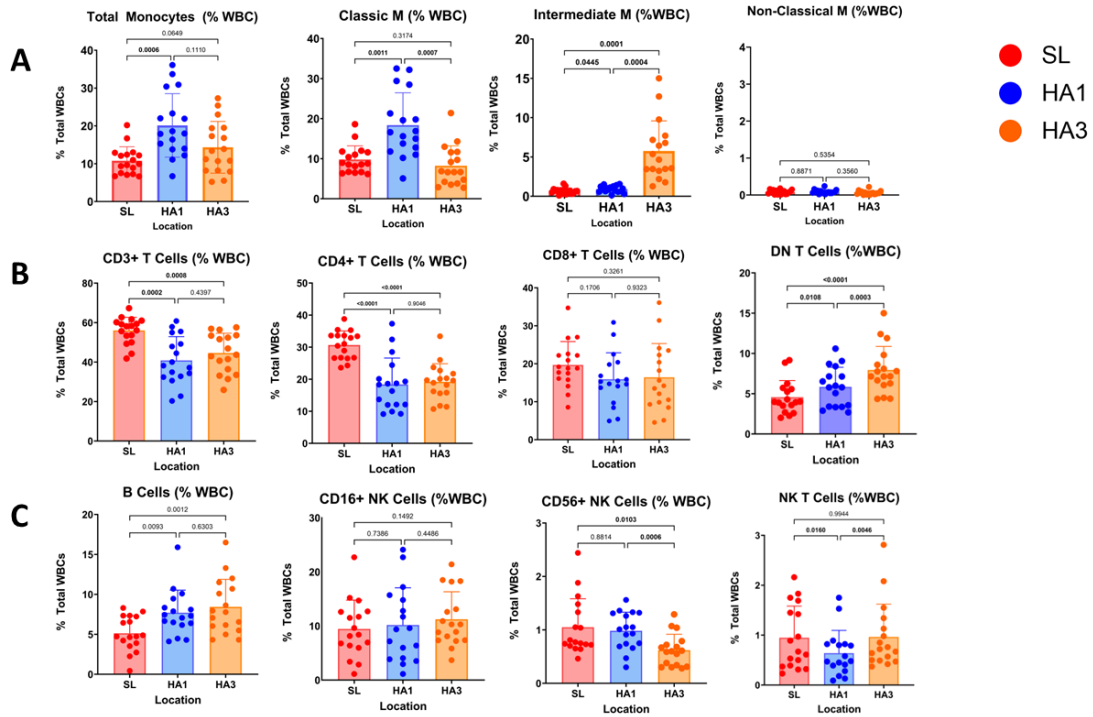 A
Total Monocytes (% WBC)
0.0649
0.0006
0.1110
% Total WBCs
40
30
20
10
0
SL
HA1
HA3
Location
Classic M (%WBC)
0.3174
0.0011
0.0007
% Total WBCs
40
30
20
10
0
SL
HA1
HA3
Location
Intermediate M (%WBC)
0.0001
0.0445
0.0004
% Total WBCs
20
15
10
5
0
SL
HA1
HA3
Location
Non-Classical M (%WBC)
0.5354
0.8871
0.3560
% Total WBCs
4
3
2
1
0
SL
HA1
HA3
Location
SL
HA1
HA3
B
CD3+ T Cells (% WBC)
0.0008
0.0002
0.4397
% Total WBCs
80
60
40
20
0
SL
HA1
HA3
Location
CD4+ T Cells (% WBC)
<0.0001
<0.0001
0.9046
% Total WBCs
50
40
30
20
10
0
SL
HA1
HA3
Location
CD8+ T Cells (% WBC)
0.3261
0.1706
0.9323
% Total WBCs
50
40
30
20
10
0
SL
HA1
HA3
Location
DN T Cells (%WBC)
<0.0001
0.0108
0.0003
% Total WBCs
20
15
10
5
0
SL
HA1
HA3
Location
C
B Cells (% WBC)
0.0012
0.0093
0.6303
% Total WBCs
20
15
10
5
0
SL
HA1
HA3
Location
CD16+ NK Cells (%WBC)
0.1492
0.7386
0.4486
% Total WBCs
30
20
10
0
SL
HA1
HA3
Location
CD56+ NK Cells (% WBC)
0.0103
0.8814
0.0006
% Total WBCs
3
2
1
0
SL
HA1
HA3
Location
NK T Cells (%WBC)
0.9944
0.0160
0.0046
% Total WBCs
3
2
1
0
SL
HA1
HA3
Location